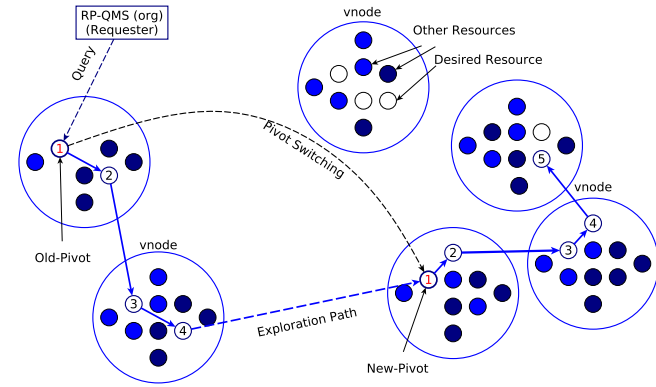 RP-QMS (org)
(Requester)
vnode
Other Resources
Desired Resource
Query
Pivot Switching
1
2
Old-Pivot
vnode
3
4
Exploration Path
1
2
New-Pivot
5
vnode
4
3